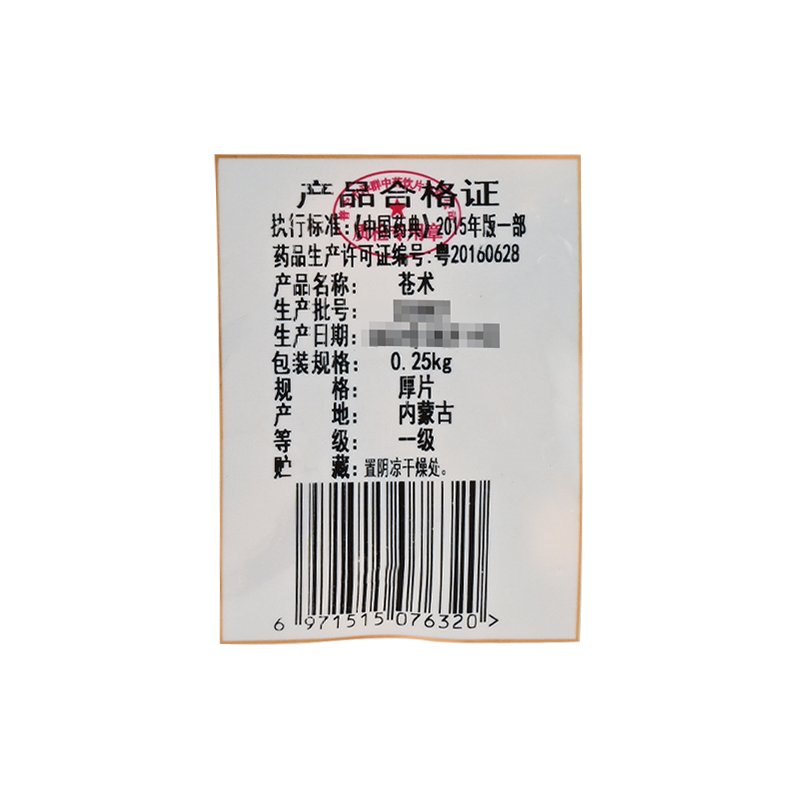 产品合格证
执行标准:《中国药典》2015年版一部
药品生产许可证编号:粤20160628
产品名称： 苍术
生产批号：
生产日期：
包装规格： 0.25kg
规 格： 厚片
产 地： 内蒙古
等 级： 一级
贮 藏：置阴凉干燥处。
6 971515 076320 >